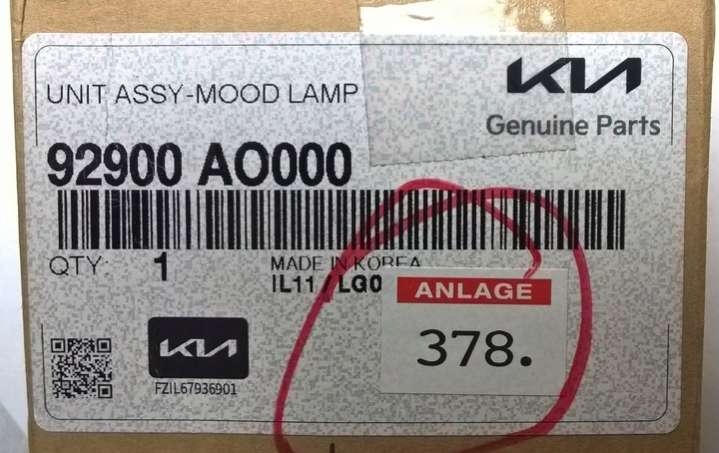 UNIT ASSY-MOOD LAMP
KIA
Genuine Parts
92900 AO000
QTY: 1
MADE IN KOREA
IL11 / LG0
ANLAGE
378.
KIA
FZIL67936901